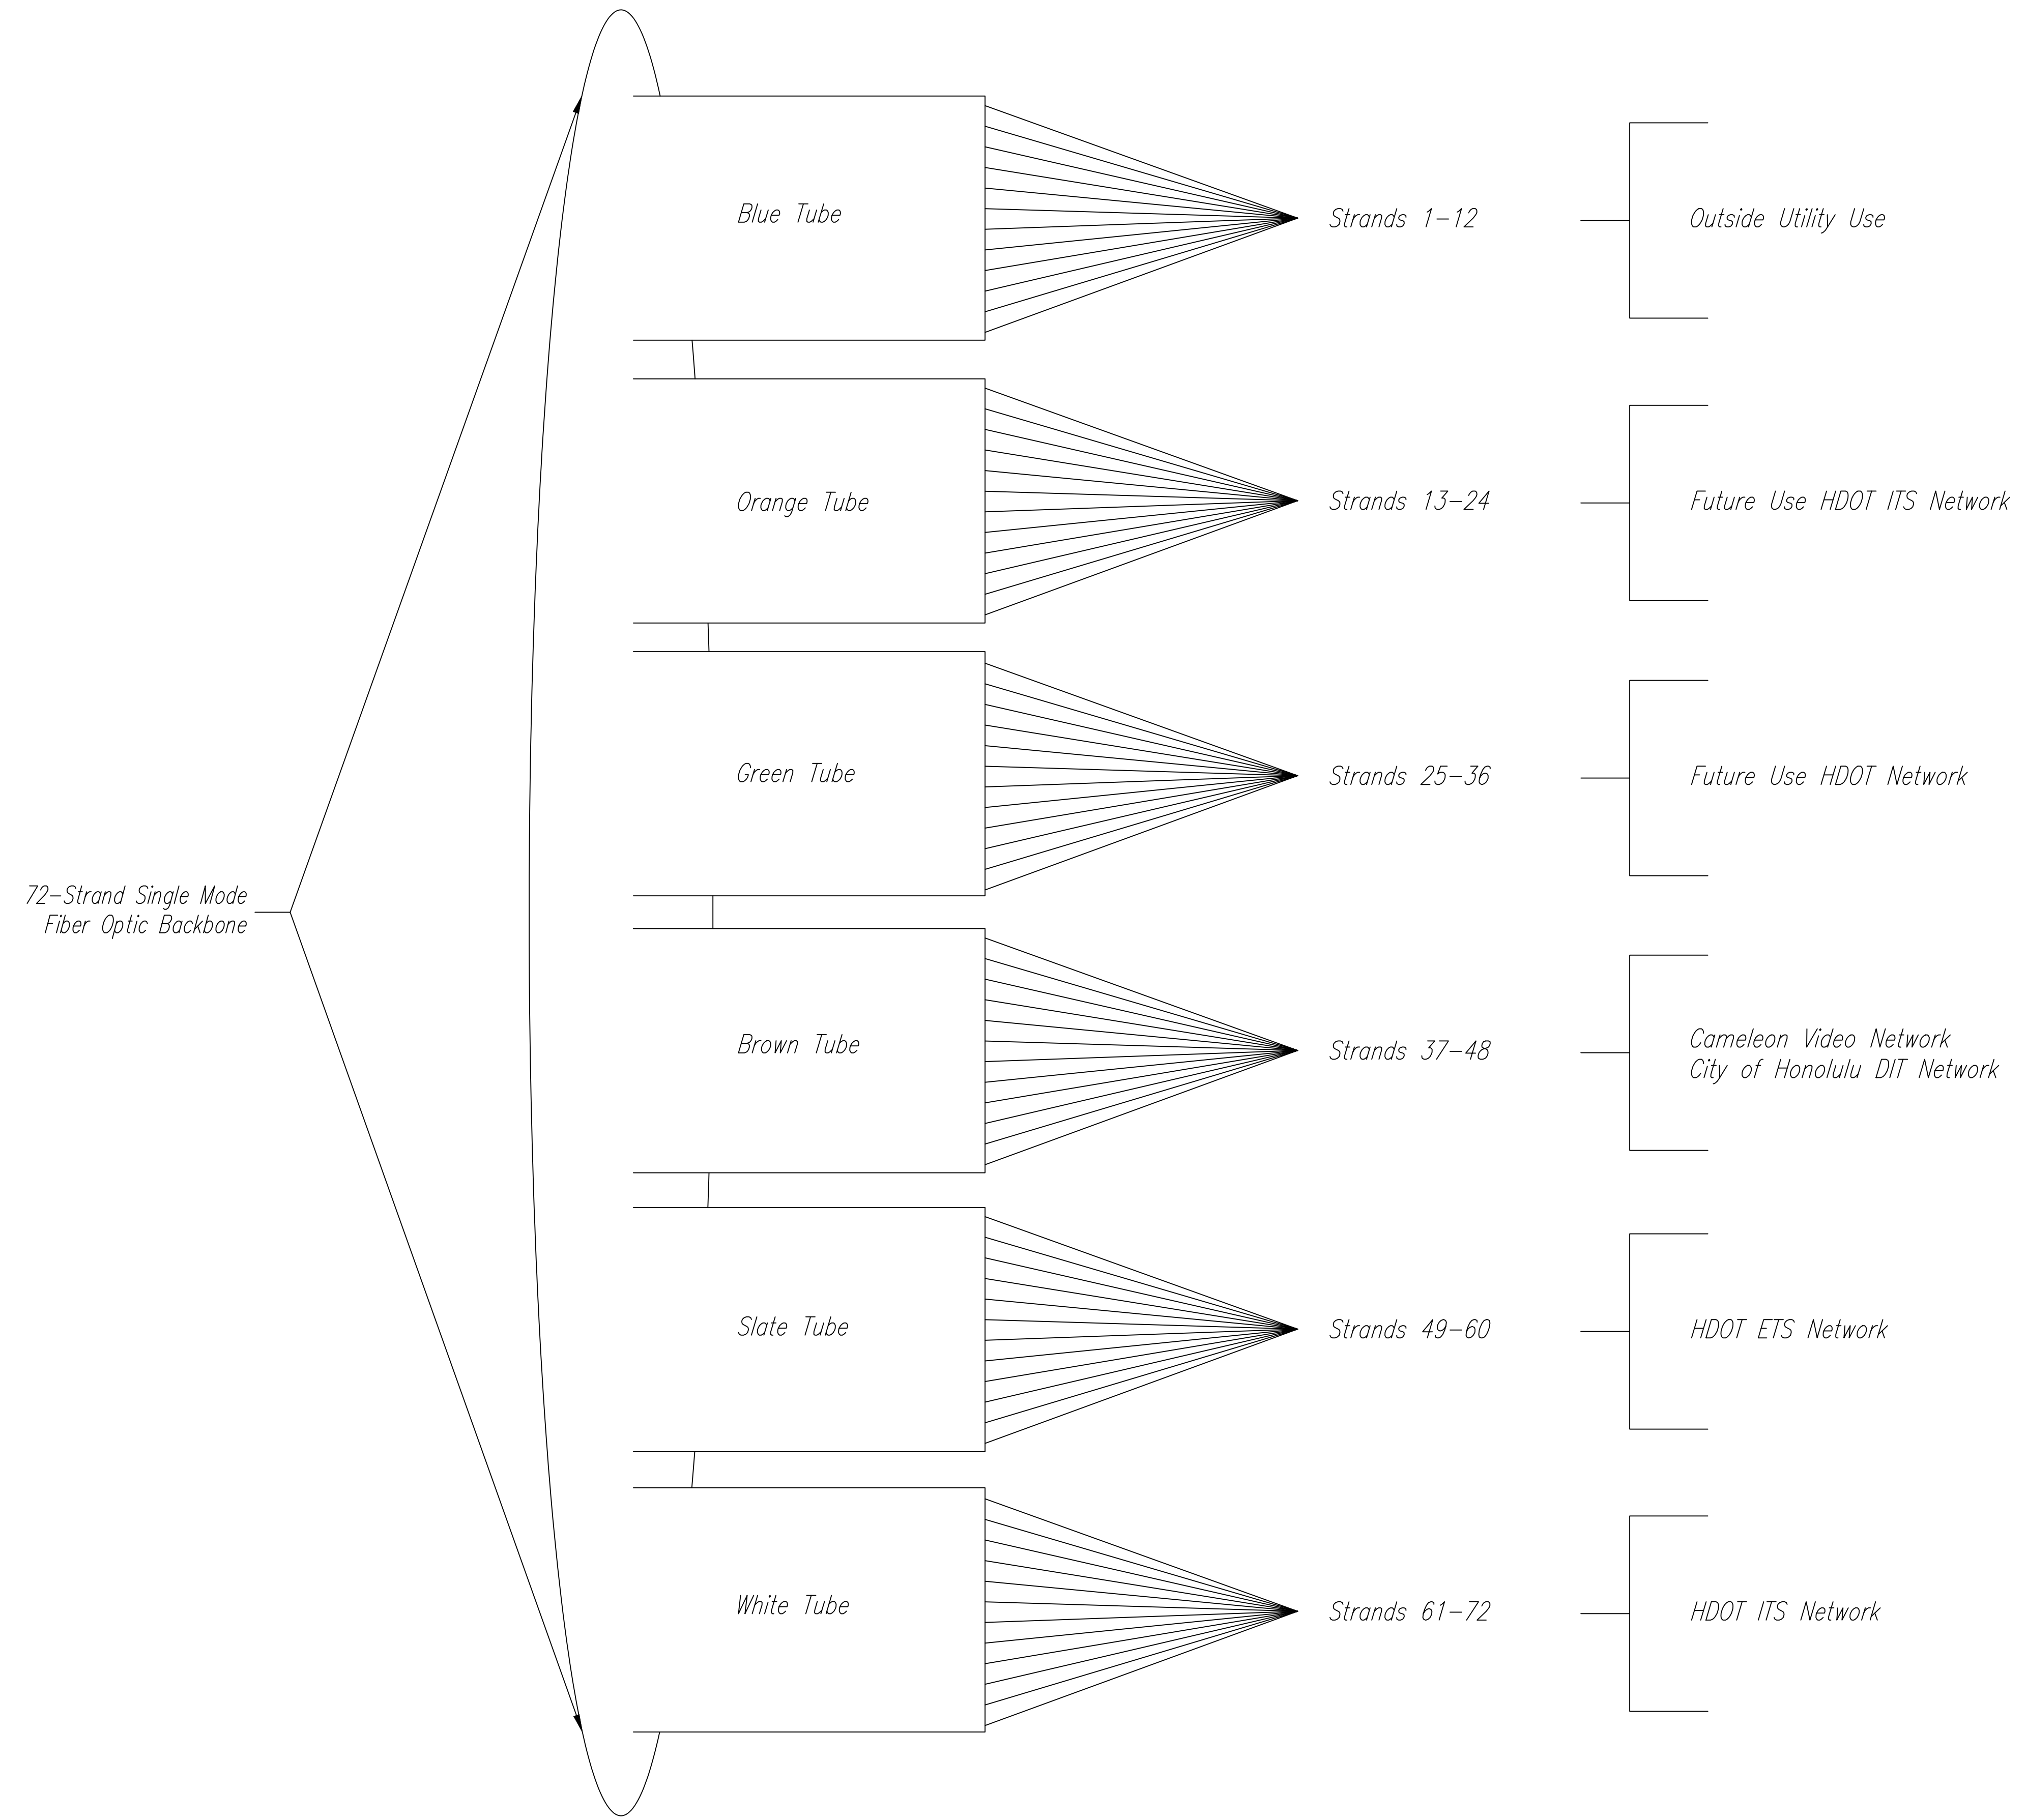 Blue Tube
Strands 1-12
Outside Utility Use
Orange Tube
Strands 13-24
Future Use HDOT ITS Network
Green Tube
Strands 25-36
Future Use HDOT Network
72-Strand Single Mode
Fiber Optic Backbone
Brown Tube
Strands 37-48
Cameleon Video Network
City of Honolulu DIT Network
Slate Tube
Strands 49-60
HDOT ETS Network
White Tube
Strands 61-72
HDOT ITS Network